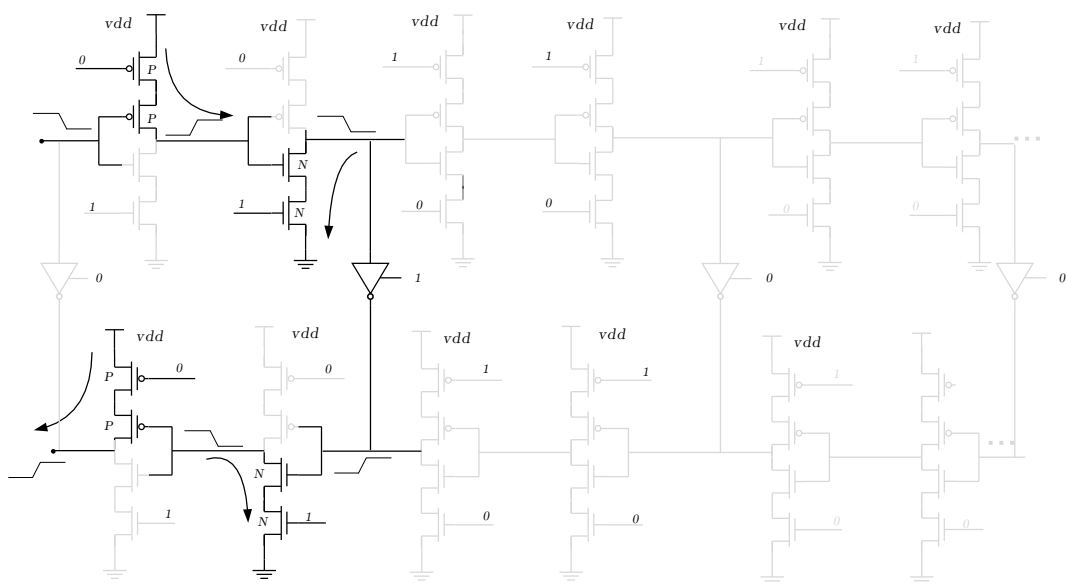 vdd vdd vdd vdd vdd vdd
0 P 0 1 1 1 1
P
N
1 1 N 0 0 0 0
0 1 0 0
vdd vdd vdd vdd vdd
P 0 0 1 1 1
P
N
1 N 1 0 0 0 0